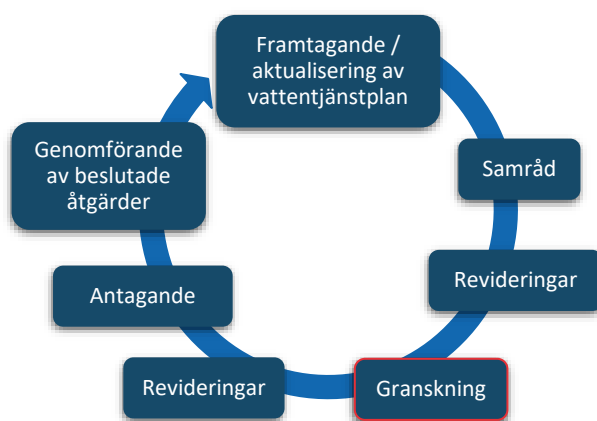 Framtagande /
aktualisering av
vattentjänstplan
Samråd
Revideringar
Granskning
Revideringar
Antagande
Genomförande
av beslutade
åtgärder